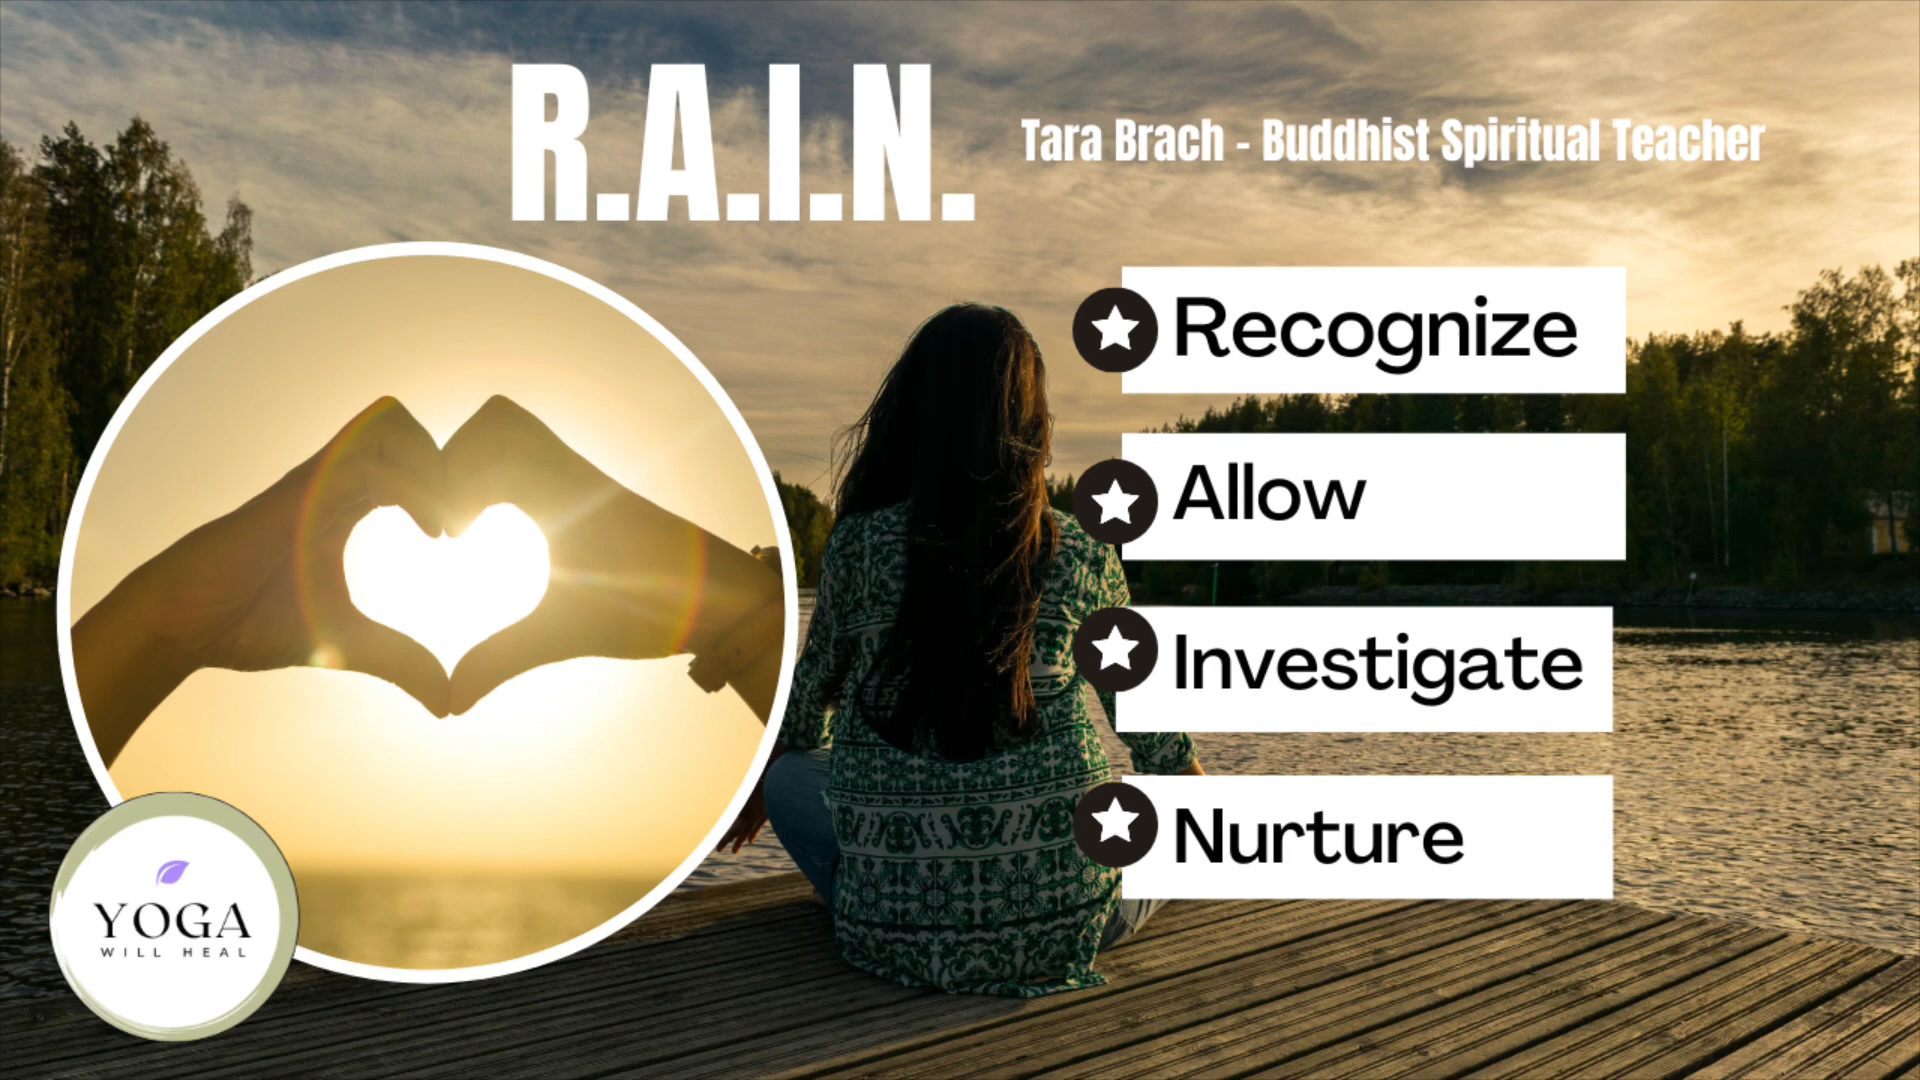 R.A.I.N.
Tara Brach - Buddhist Spiritual Teacher
Recognize
Allow
Investigate
Nurture
YOGA
WILL HEAL